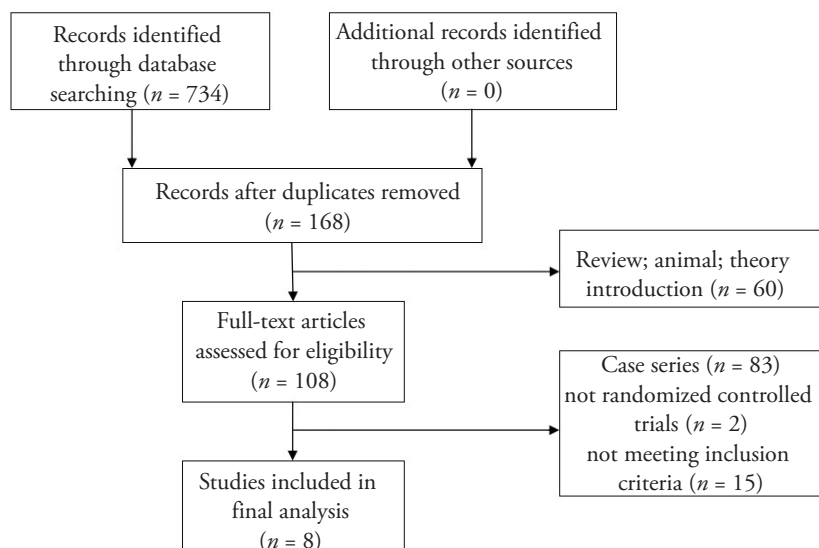 Records identified
through database
searching (n = 734)
Additional records identified
through other sources
(n = 0)
Records after duplicates removed
(n = 168)
Review; animal; theory
introduction (n = 60)
Full-text articles
assessed for eligibility
(n = 108)
Case series (n = 83)
not randomized controlled
trials (n = 2)
not meeting inclusion
criteria (n = 15)
Studies included in
final analysis
(n = 8)